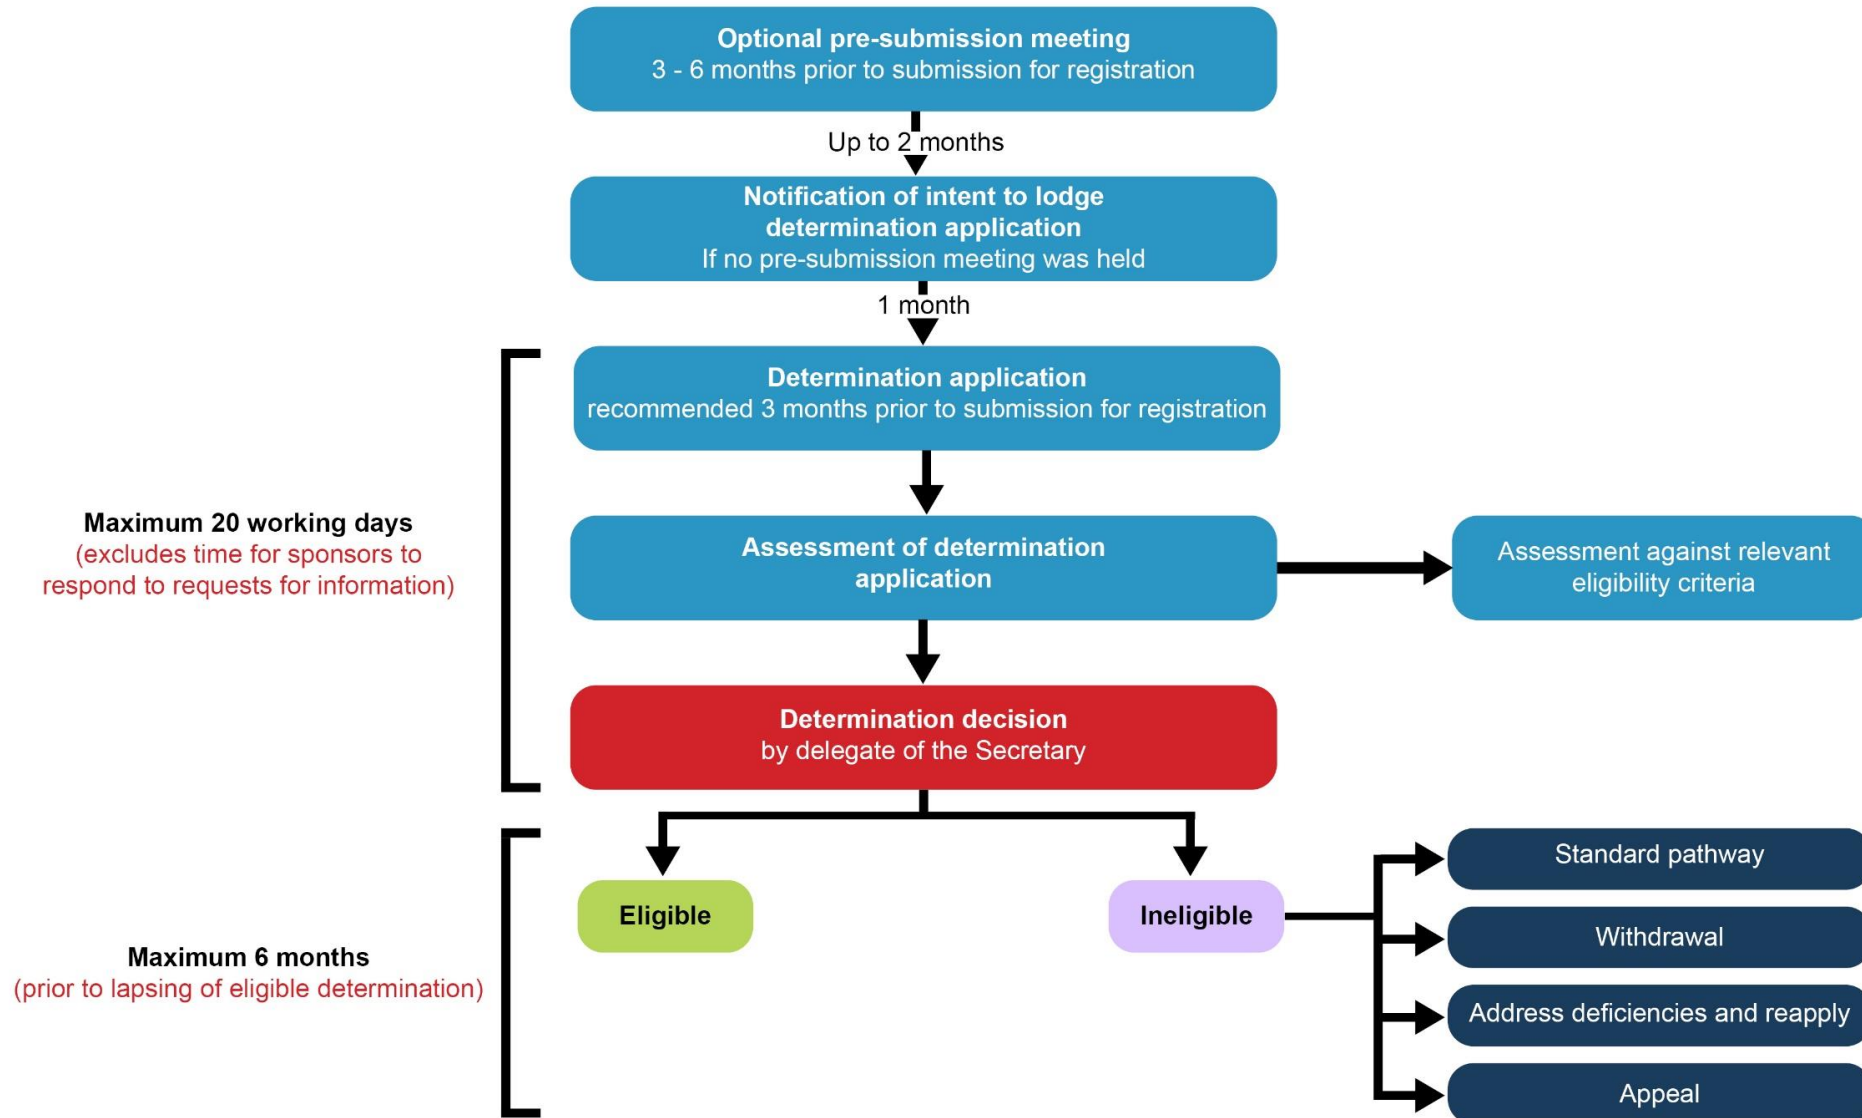 Optional pre-submission meeting
3 - 6 months prior to submission for registration
Up to 2 months
Notification of intent to lodge
determination application
If no pre-submission meeting was held
1 month
Determination application
recommended 3 months prior to submission for registration
Maximum 20 working days
(excludes time for sponsors to
respond to requests for information)
Assessment of determination
application
Assessment against relevant
eligibility criteria
Determination decision
by delegate of the Secretary
Eligible
Ineligible
Maximum 6 months
(prior to lapsing of eligible determination)
Standard pathway
Withdrawal
Address deficiencies and reapply
Appeal